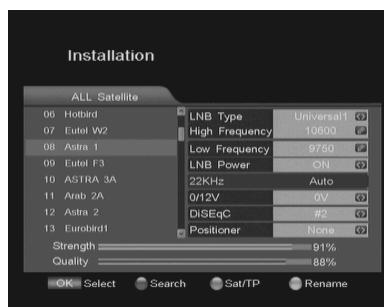 Installation
ALL Satellite
06 Hotbird
07 Eutel W2
08 Astra 1
09 Eutel F3
10 ASTRA 3A
11 Arab 2A
12 Astra 2
13 Eurobird1
LNB Type Universal1
High Frequency 10600
Low Frequency 9750
LNB Power ON
22KHz Auto
0/12V 0V
DiSEqC #2
Positioner None
Strength 91%
Quality 88%
OK Select Search Sat/TP Rename